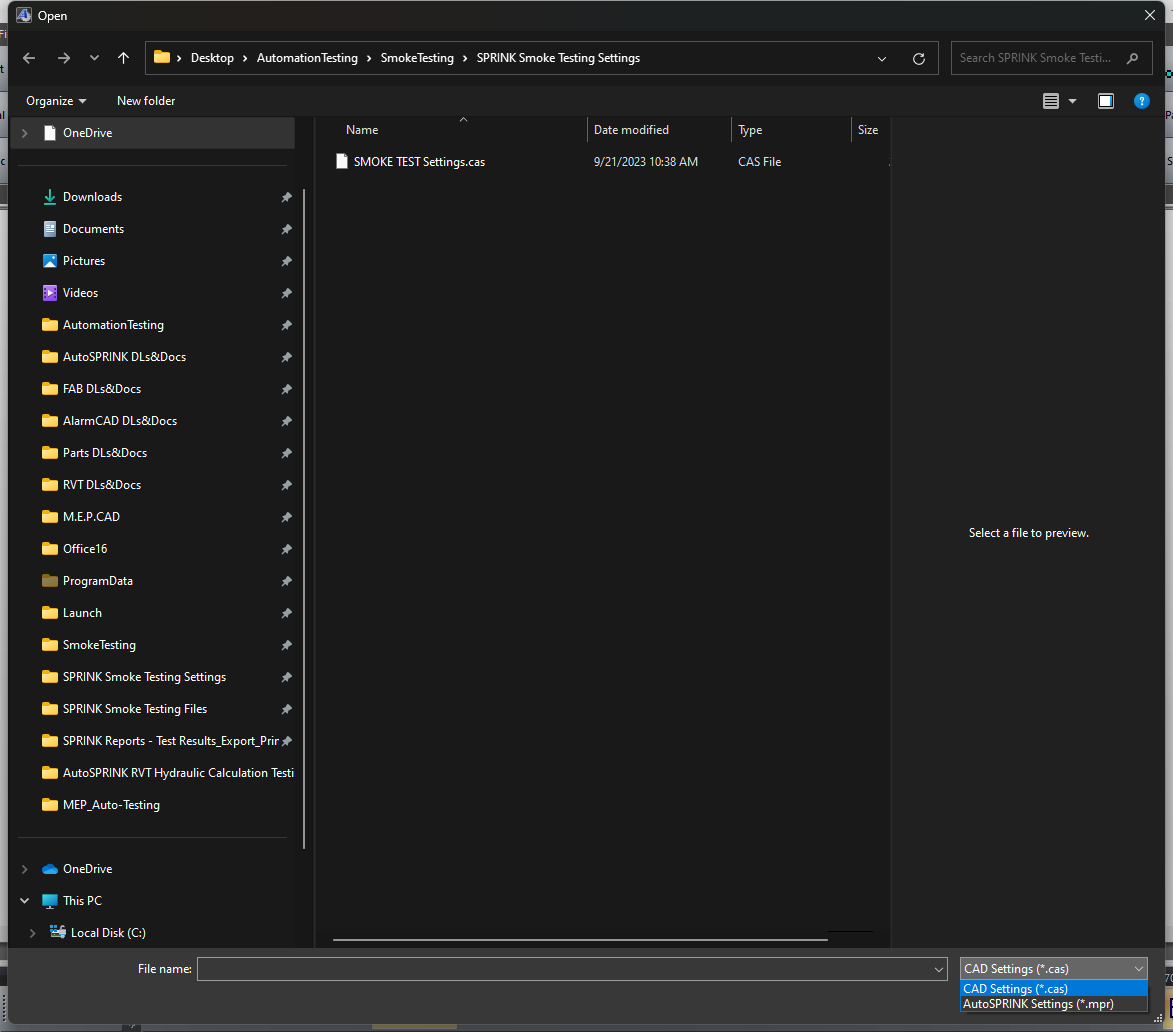 Open
Desktop > AutomationTesting > SmokeTesting > SPRINK Smoke Testing Settings
Search SPRINK Smoke Testi...
Organize
New folder
OneDrive
Downloads
Documents
Pictures
Videos
AutomationTesting
AutoSPRINK DLs&Docs
FAB DLs&Docs
AlarmCAD DLs&Docs
Parts DLs&Docs
RVT DLs&Docs
M.E.P.CAD
Office16
ProgramData
Launch
SmokeTesting
SPRINK Smoke Testing Settings
SPRINK Smoke Testing Files
SPRINK Reports - Test Results_Export_Prin
AutoSPRINK RVT Hydraulic Calculation Testi
MEP_Auto-Testing
OneDrive
This PC
Local Disk (C:)
Name Date modified Type Size
SMOKE TEST Settings.cas 9/21/2023 10:38 AM CAS File
Select a file to preview.
File name:
CAD Settings (*.cas)
CAD Settings (*.cas)
AutoSPRINK Settings (*.mpr)